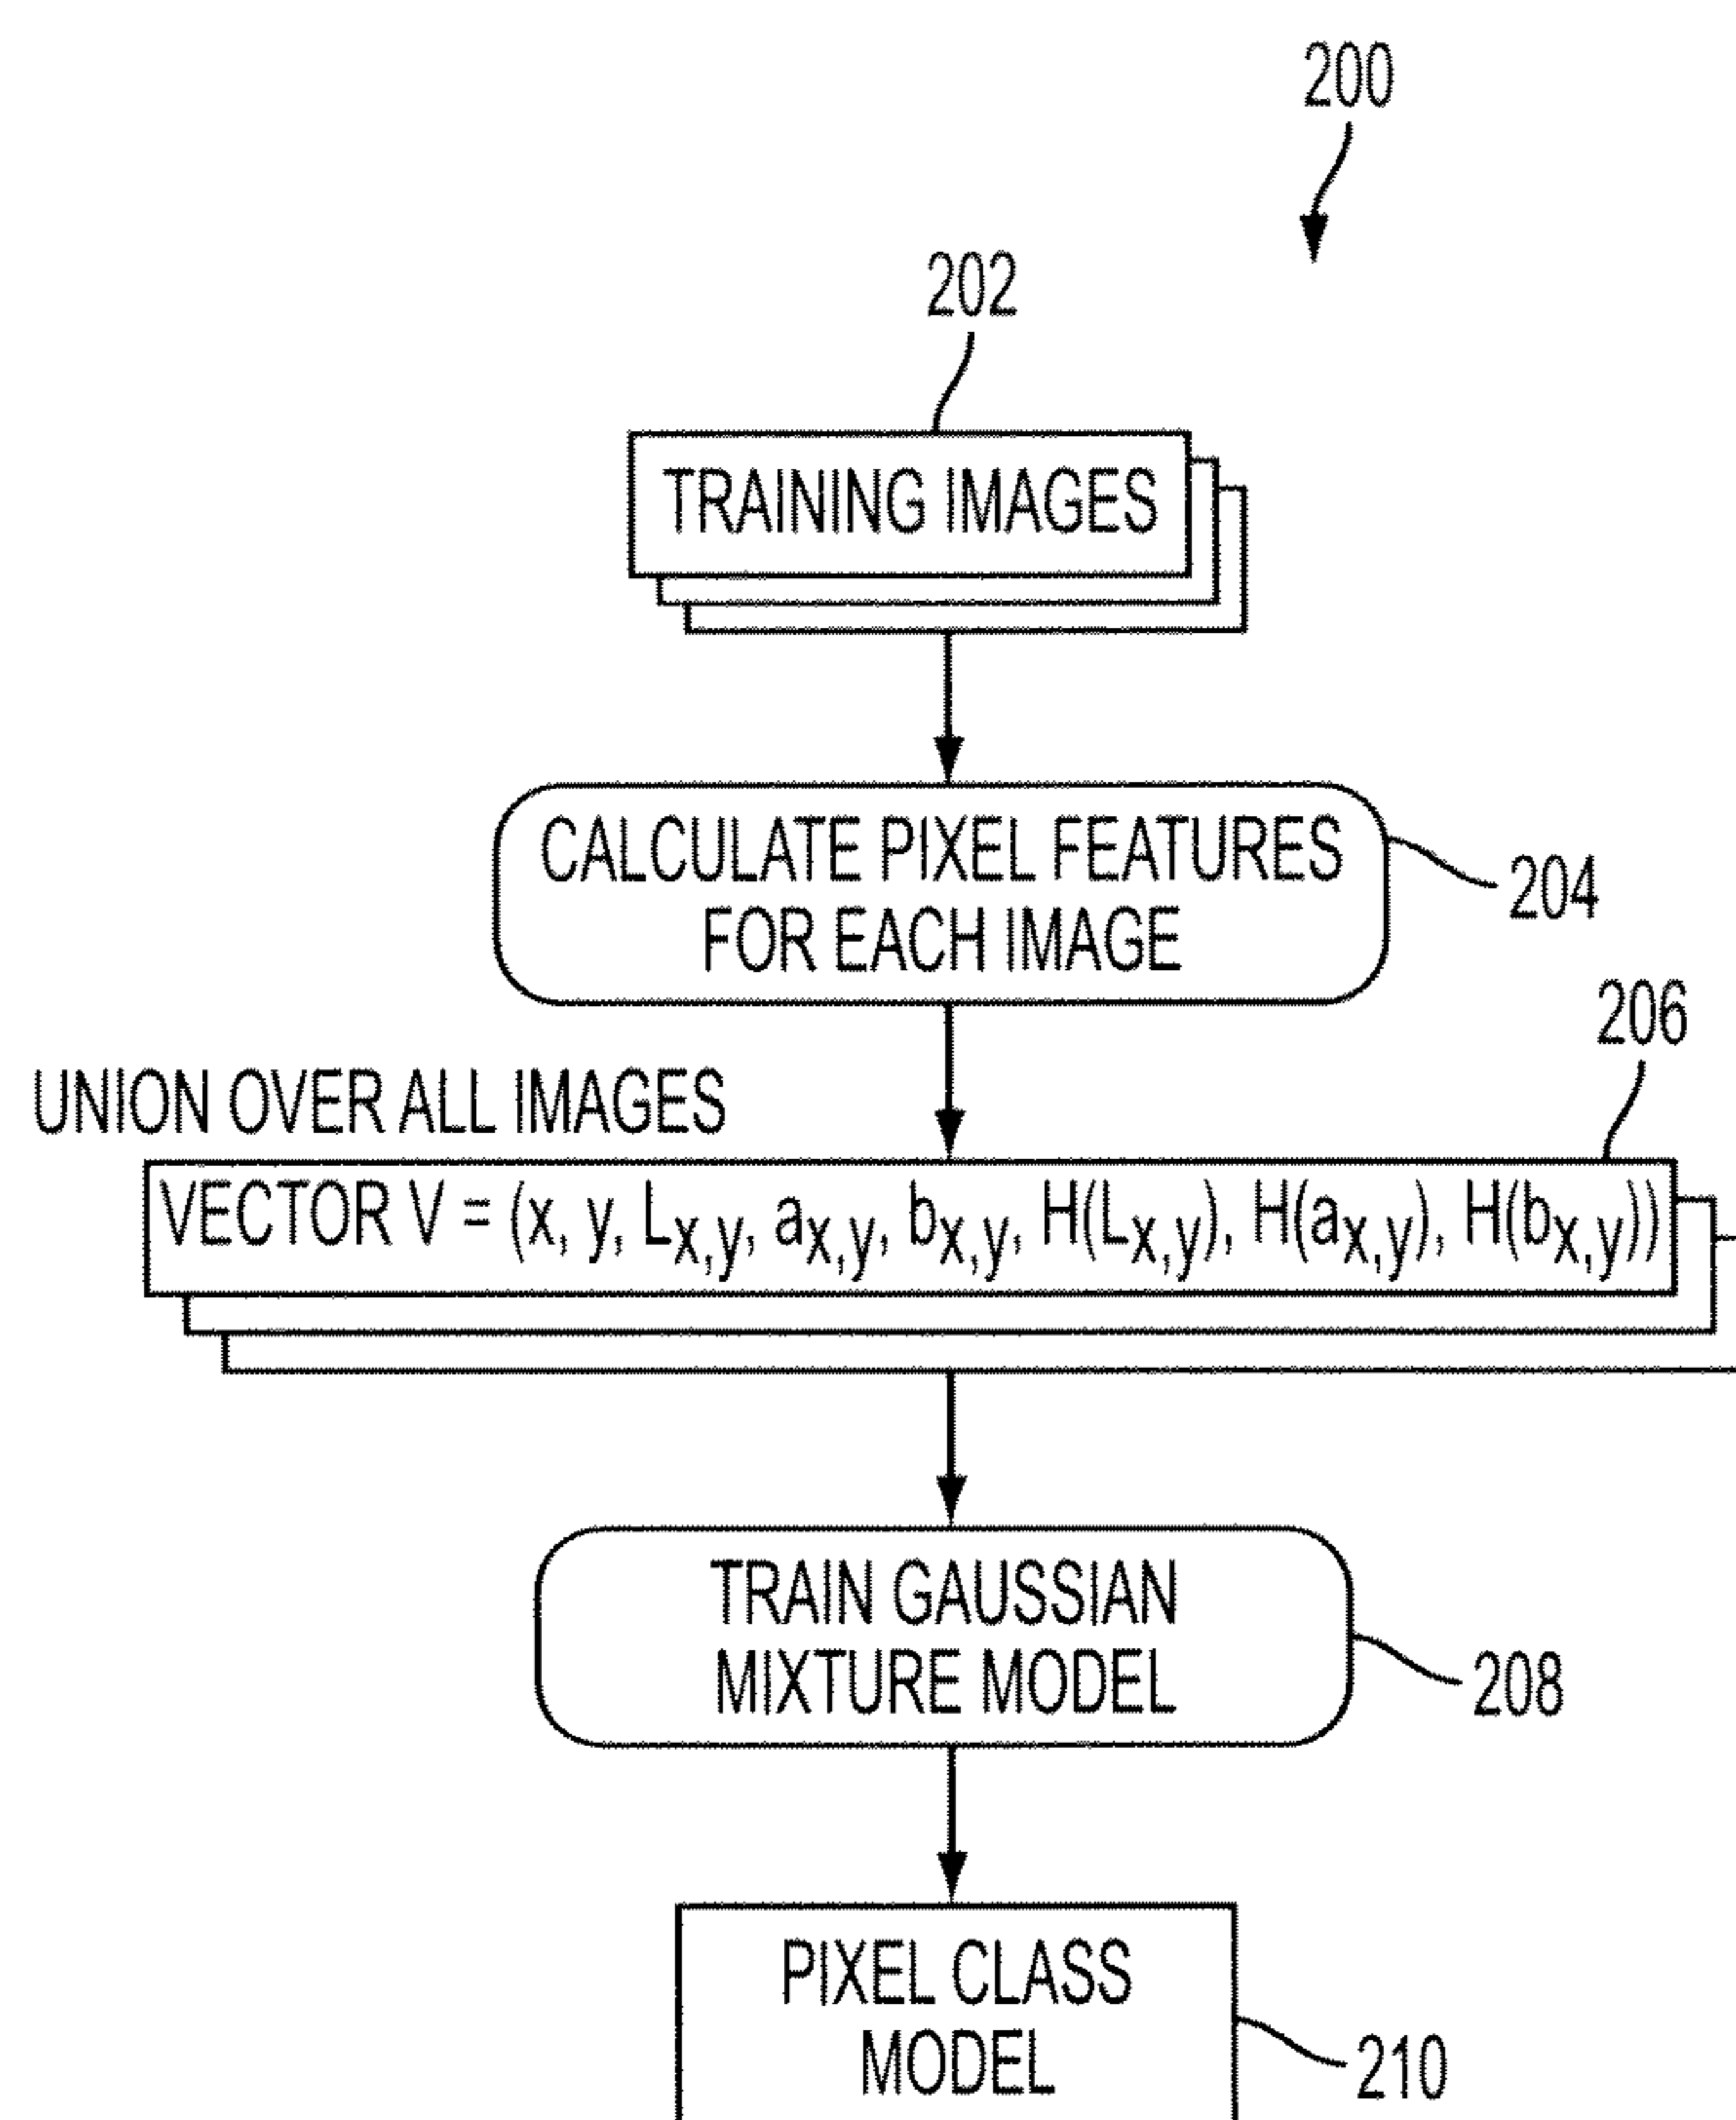 200
202
TRAINING IMAGES
CALCULATE PIXEL FEATURES
FOR EACH IMAGE
204
206
UNION OVER ALL IMAGES
VECTOR V = (x, y, Lx,y, ax,y, bx,y, H(Lx,y), H(ax,y), H(bx,y))
TRAIN GAUSSIAN
MIXTURE MODEL
208
PIXEL CLASS
MODEL
210